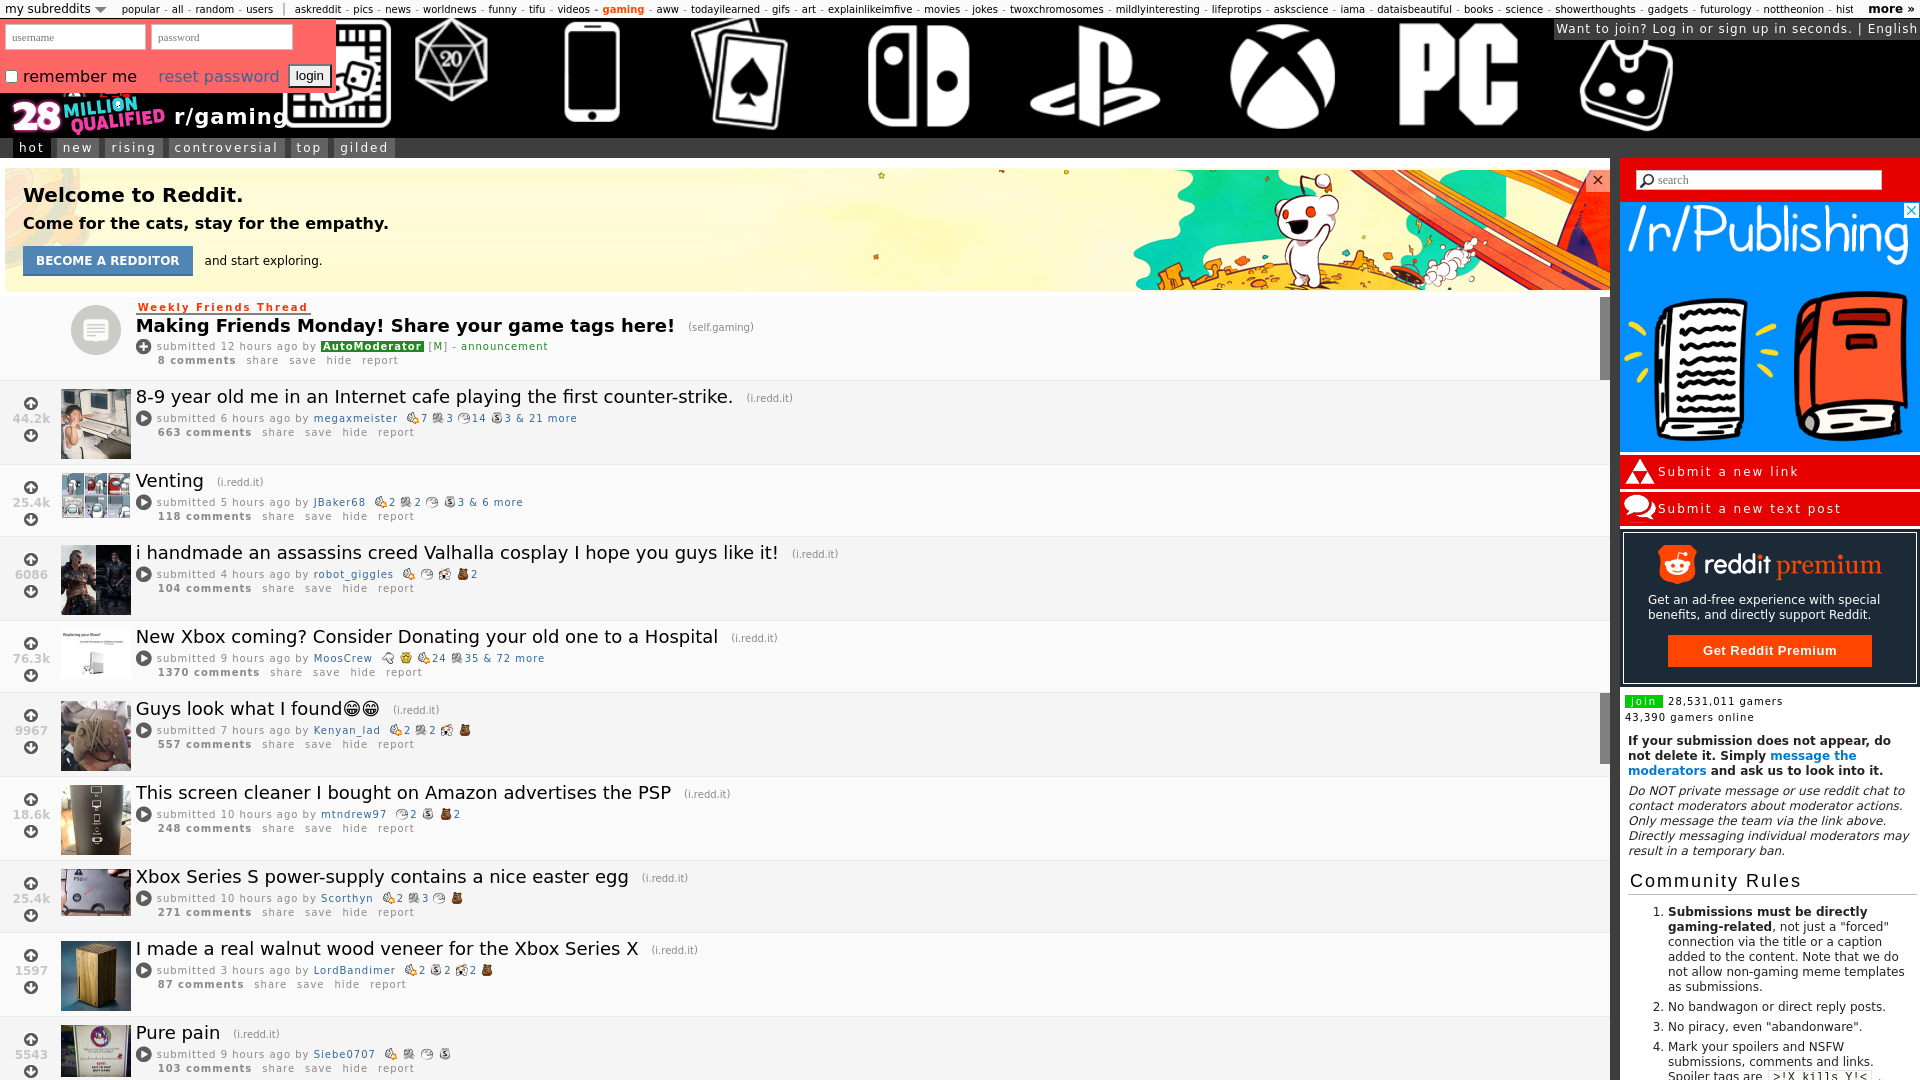 my subreddits
popular - all - random - users | askreddit - pics - news - worldnews - funny - tifu - videos - gaming - aww - todayilearned - gifs - art - explainlikeimfive - movies - jokes - twoxchromosomes - mildlyinteresting - lifeprotips - askscience - iama - dataisbeautiful - books - science - showerthoughts - gadgets - futurology - nottheonion - hist
more »
username
password
remember me
reset password
login
Want to join? Log in or sign up in seconds. | English
20
PC
28 MILLION QUALIFIED
r/gaming
hot
new
rising
controversial
top
gilded
Welcome to Reddit.
Come for the cats, stay for the empathy.
BECOME A REDDITOR
and start exploring.
Weekly Friends Thread
Making Friends Monday! Share your game tags here! (self.gaming)
submitted 12 hours ago by AutoModerator [M] - announcement
8 comments share save hide report
44.2k
8-9 year old me in an Internet cafe playing the first counter-strike. (i.redd.it)
submitted 6 hours ago by megaxmeister 7 3 14 3 & 21 more
663 comments share save hide report
25.4k
Venting (i.redd.it)
submitted 5 hours ago by JBaker68 2 2 3 & 6 more
118 comments share save hide report
6086
i handmade an assassins creed Valhalla cosplay I hope you guys like it! (i.redd.it)
submitted 4 hours ago by robot_giggles 2
104 comments share save hide report
76.3k
New Xbox coming? Consider Donating your old one to a Hospital (i.redd.it)
submitted 9 hours ago by MoosCrew 24 35 & 72 more
1370 comments share save hide report
9967
Guys look what I found😁😁 (i.redd.it)
submitted 7 hours ago by Kenyan_lad 2 2
557 comments share save hide report
18.6k
This screen cleaner I bought on Amazon advertises the PSP (i.redd.it)
submitted 10 hours ago by mtndrew97 2 2
248 comments share save hide report
25.4k
Xbox Series S power-supply contains a nice easter egg (i.redd.it)
submitted 10 hours ago by Scorthyn 2 3
271 comments share save hide report
1597
I made a real walnut wood veneer for the Xbox Series X (i.redd.it)
submitted 3 hours ago by LordBandimer 2 2 2
87 comments share save hide report
5543
Pure pain (i.redd.it)
submitted 9 hours ago by Siebe0707
103 comments share save hide report
search
/r/Publishing
Submit a new link
Submit a new text post
reddit premium
Get an ad-free experience with special
benefits, and directly support Reddit.
Get Reddit Premium
join 28,531,011 gamers
43,390 gamers online
If your submission does not appear, do
not delete it. Simply message the
moderators and ask us to look into it.
Do NOT private message or use reddit chat to
contact moderators about moderator actions.
Only message the team via the link above.
Directly messaging individual moderators may
result in a temporary ban.
Community Rules
1. Submissions must be directly
gaming-related, not just a "forced"
connection via the title or a caption
added to the content. Note that we do
not allow non-gaming meme templates
as submissions.
2. No bandwagon or direct reply posts.
3. No piracy, even "abandonware".
4. Mark your spoilers and NSFW
submissions, comments and links.
Spoiler tags are >!X kills Y!< .